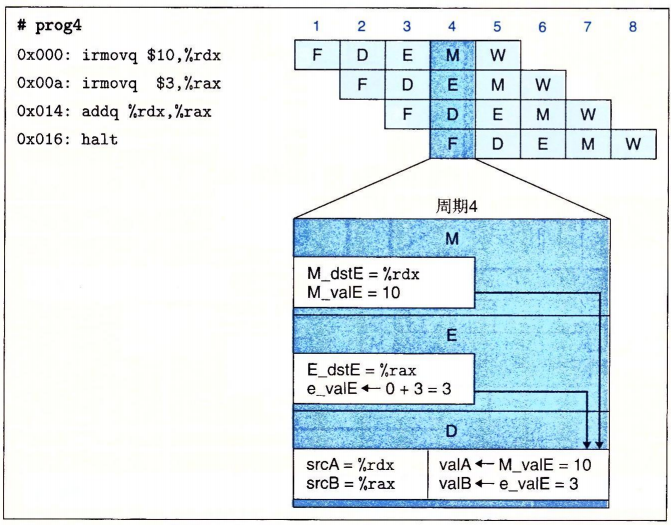 # prog4
1 2 3 4 5 6 7 8
0x000: irmovq $10,%rdx
F D E M W
0x00a: irmovq  $3,%rax
F D E M W
0x014: addq %rdx,%rax
F D E M W
0x016: halt
F D E M W
周期4
M
M_dstE = %rdx
M_valE = 10
E
E_dstE = %rax
e_valE ← 0 + 3 = 3
D
srcA = %rdx valA ← M_valE = 10
srcB = %rax valB ← e_valE = 3